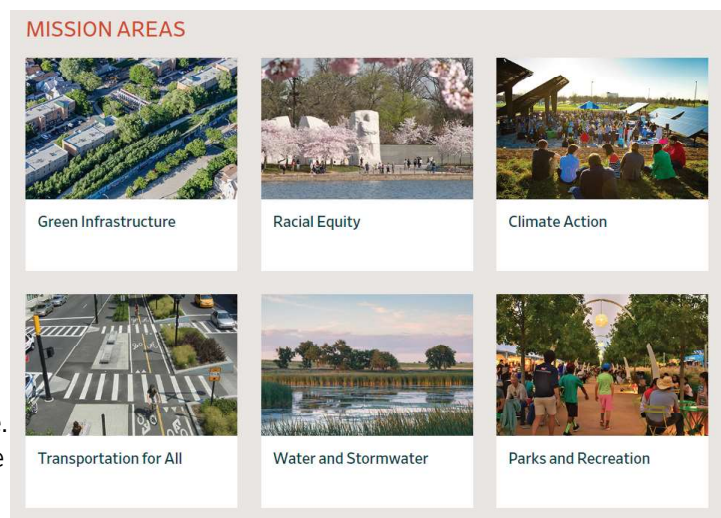 MISSION AREAS
Green Infrastructure
Racial Equity
Climate Action
Transportation for All
Water and Stormwater
Parks and Recreation